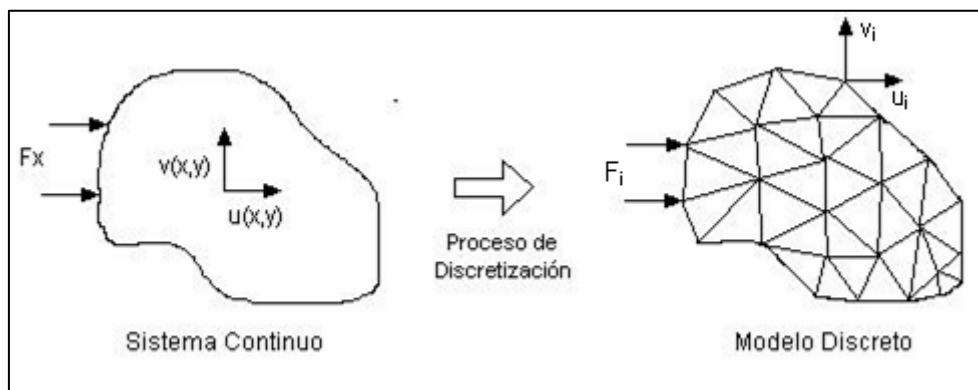 Fx
v(x,y)
u(x,y)
Sistema Continuo
Proceso de
Discretización
vi
ui
Fi
Modelo Discreto